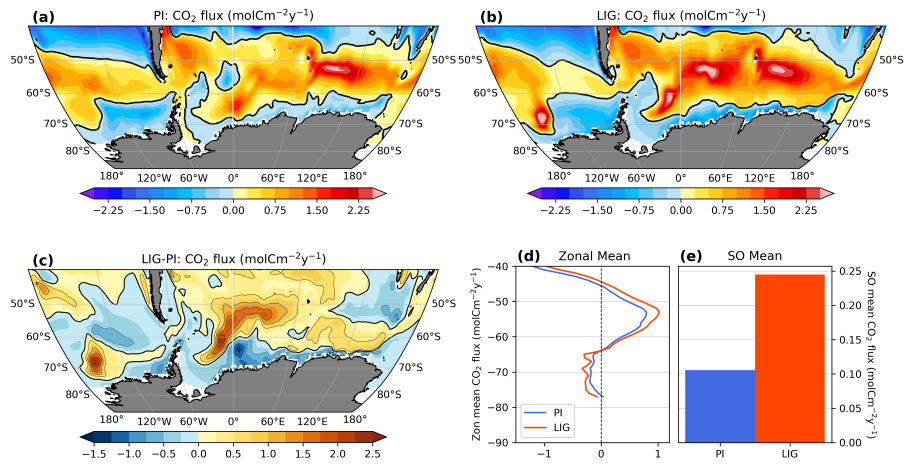 (a) PI: CO₂ flux (molCm⁻²y⁻¹)
50°S
60°S
70°S
80°S
50°S
60°S
70°S
80°S
180° 120°W 60°W 0° 60°E 120°E 180°
−2.25 −1.50 −0.75 0.00 0.75 1.50 2.25
(b) LIG: CO₂ flux (molCm⁻²y⁻¹)
50°S
60°S
70°S
80°S
50°S
60°S
70°S
80°S
180° 120°W 60°W 0° 60°E 120°E 180°
−2.25 −1.50 −0.75 0.00 0.75 1.50 2.25
(c) LIG-PI: CO₂ flux (molCm⁻²y⁻¹)
50°S
60°S
70°S
80°S
50°S
60°S
70°S
80°S
180° 120°W 60°W 0° 60°E 120°E 180°
−1.5 −1.0 −0.5 0.0 0.5 1.0 1.5 2.0 2.5
(d) Zonal Mean
Zon mean CO₂ flux (molCm⁻²y⁻¹)
−40
−50
−60
−70
−80
−90
−1 0 1
PI
LIG
(e) SO Mean
0.25
0.20
0.15
0.10
0.05
0.00
SO mean CO₂ flux (molCm⁻²y⁻¹)
PI LIG